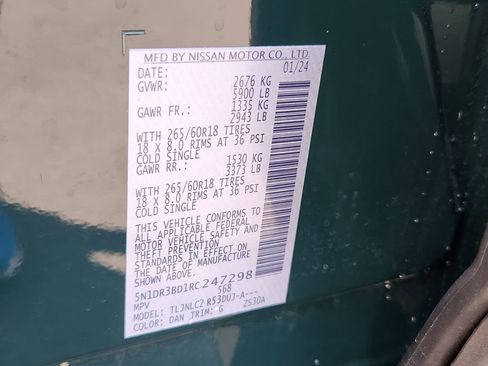 MFD BY NISSAN MOTOR CO., LTD.
DATE: 01/24
GVWR: 2676 KG
5900 LB
GAWR FR.: 1335 KG
2943 LB
WITH 265/60R18 TIRES
18 X 8.0 RIMS AT 36 PSI
COLD SINGLE
GAWR RR.: 1530 KG
3373 LB
WITH 265/60R18 TIRES
18 X 8.0 RIMS AT 36 PSI
COLD SINGLE
THIS VEHICLE CONFORMS TO
ALL APPLICABLE FEDERAL
MOTOR VEHICLE SAFETY AND
THEFT PREVENTION
STANDARDS IN EFFECT ON
THE DATE OF MANUFACTURE
SHOWN ABOVE.
5N1DR3BD1RC247298
MPV 568
MODEL: TLJNLC2 R53DUJ-A---
COLOR: DAN TRIM: G ZS30A